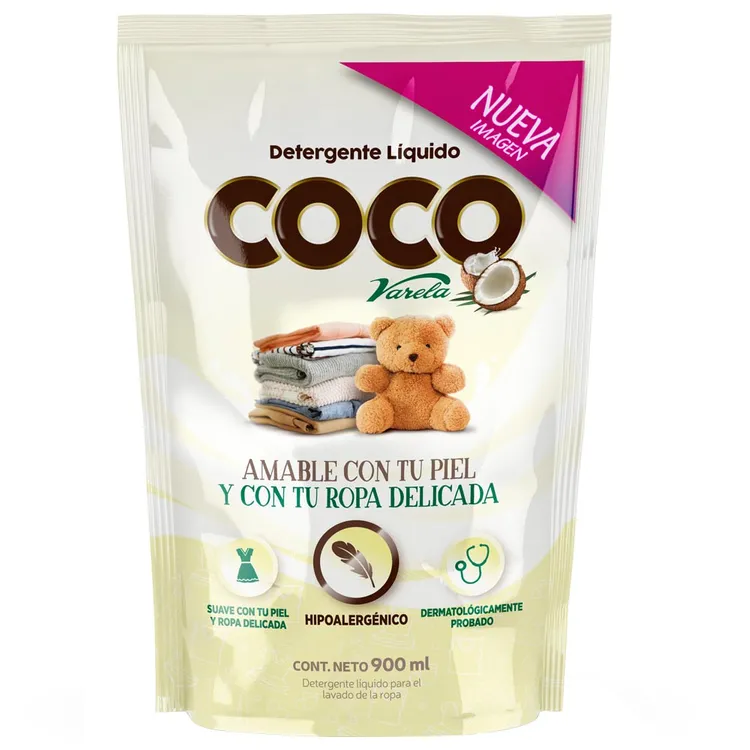 NUEVA
IMAGEN
Detergente Líquido
COCO
Varela
AMABLE CON TU PIEL
Y CON TU ROPA DELICADA
SUAVE CON TU PIEL
Y ROPA DELICADA
HIPOALERGÉNICO
DERMATOLÓGICAMENTE
PROBADO
CONT. NETO 900 ml
Detergente líquido para el
lavado de la ropa